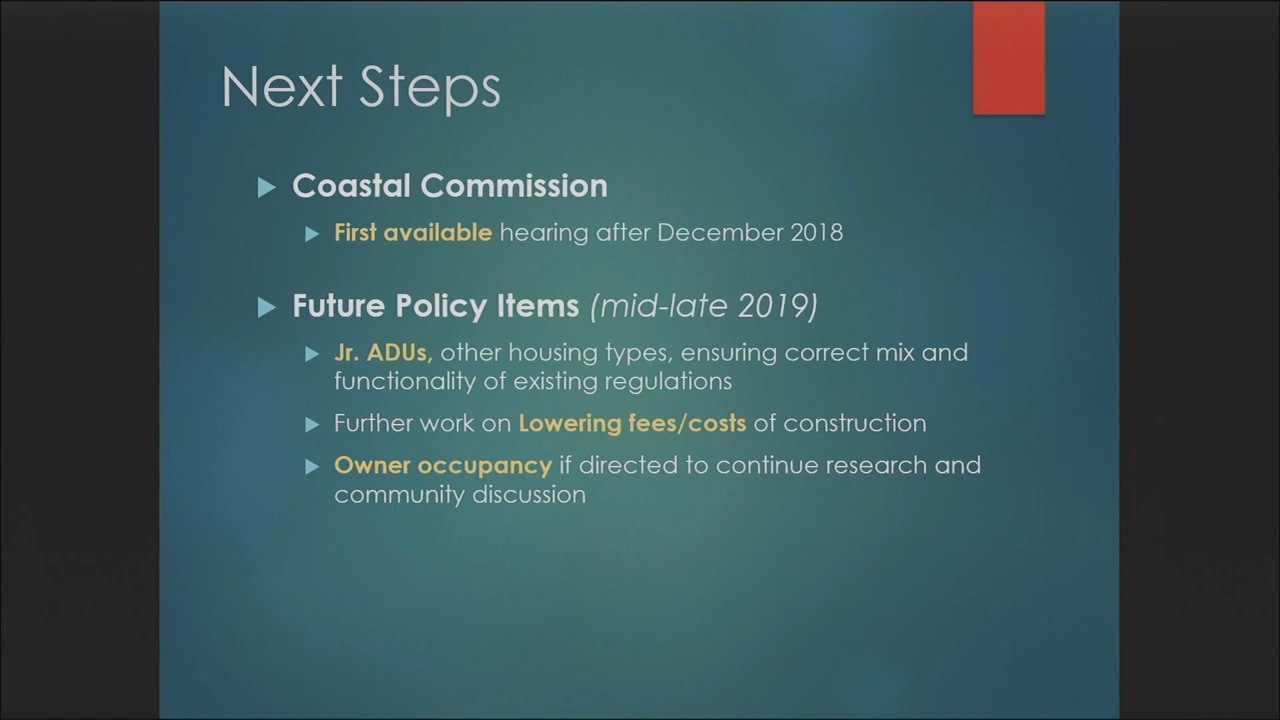 Next Steps
Coastal Commission
First available hearing after December 2018
Future Policy Items (mid-late 2019)
Jr. ADUs, other housing types, ensuring correct mix and
functionality of existing regulations
Further work on Lowering fees/costs of construction
Owner occupancy if directed to continue research and
community discussion